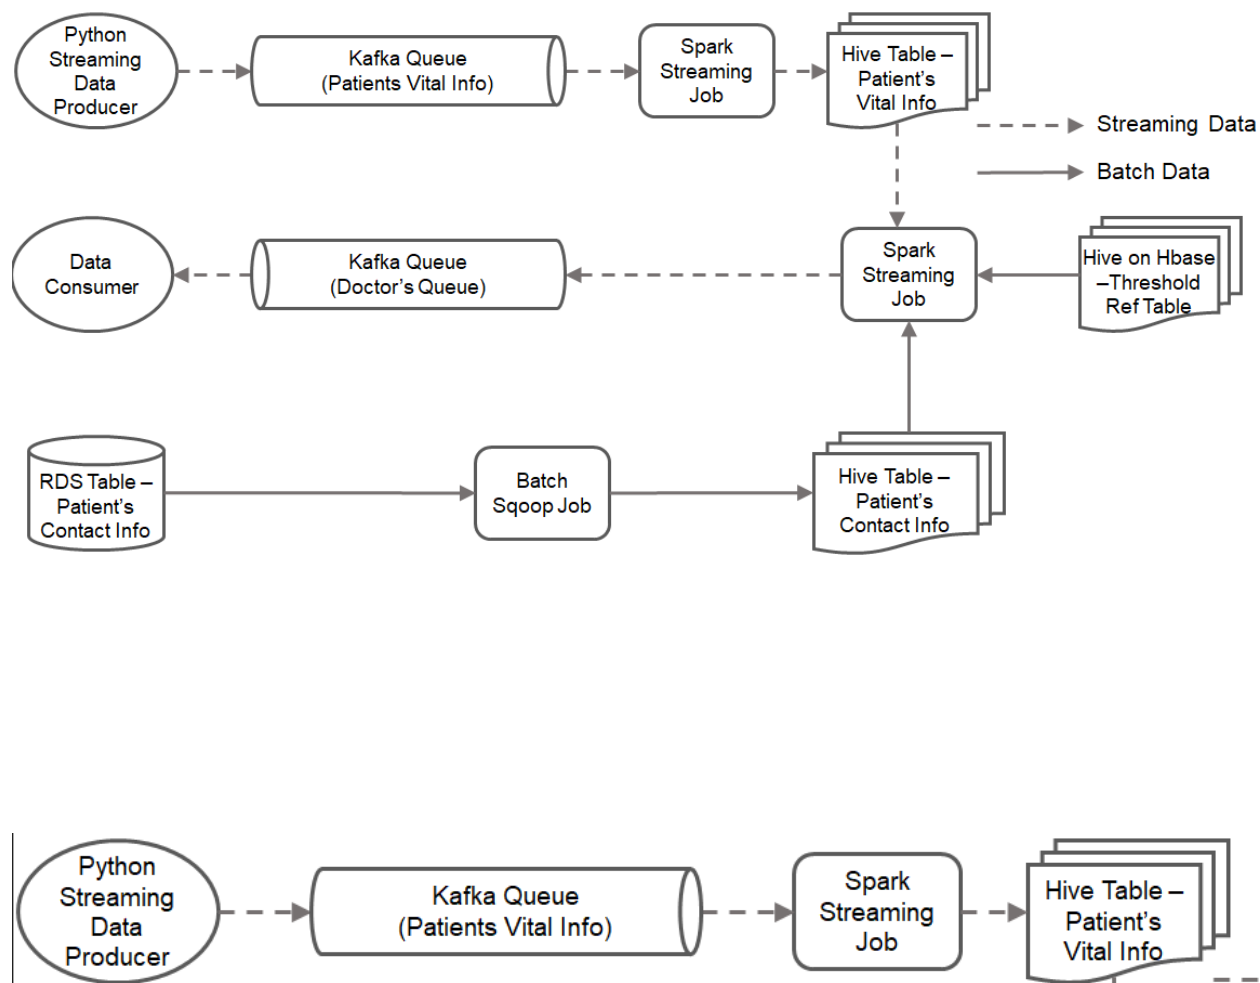 Python
Streaming
Data
Producer
Kafka Queue
(Patients Vital Info)
Spark
Streaming
Job
Hive Table –
Patient's
Vital Info
Streaming Data
Batch Data
Data
Consumer
Kafka Queue
(Doctor's Queue)
Spark
Streaming
Job
Hive on Hbase
–Threshold
Ref Table
RDS Table –
Patient's
Contact Info
Batch
Sqoop Job
Hive Table –
Patient's
Contact Info
Python
Streaming
Data
Producer
Kafka Queue
(Patients Vital Info)
Spark
Streaming
Job
Hive Table –
Patient's
Vital Info